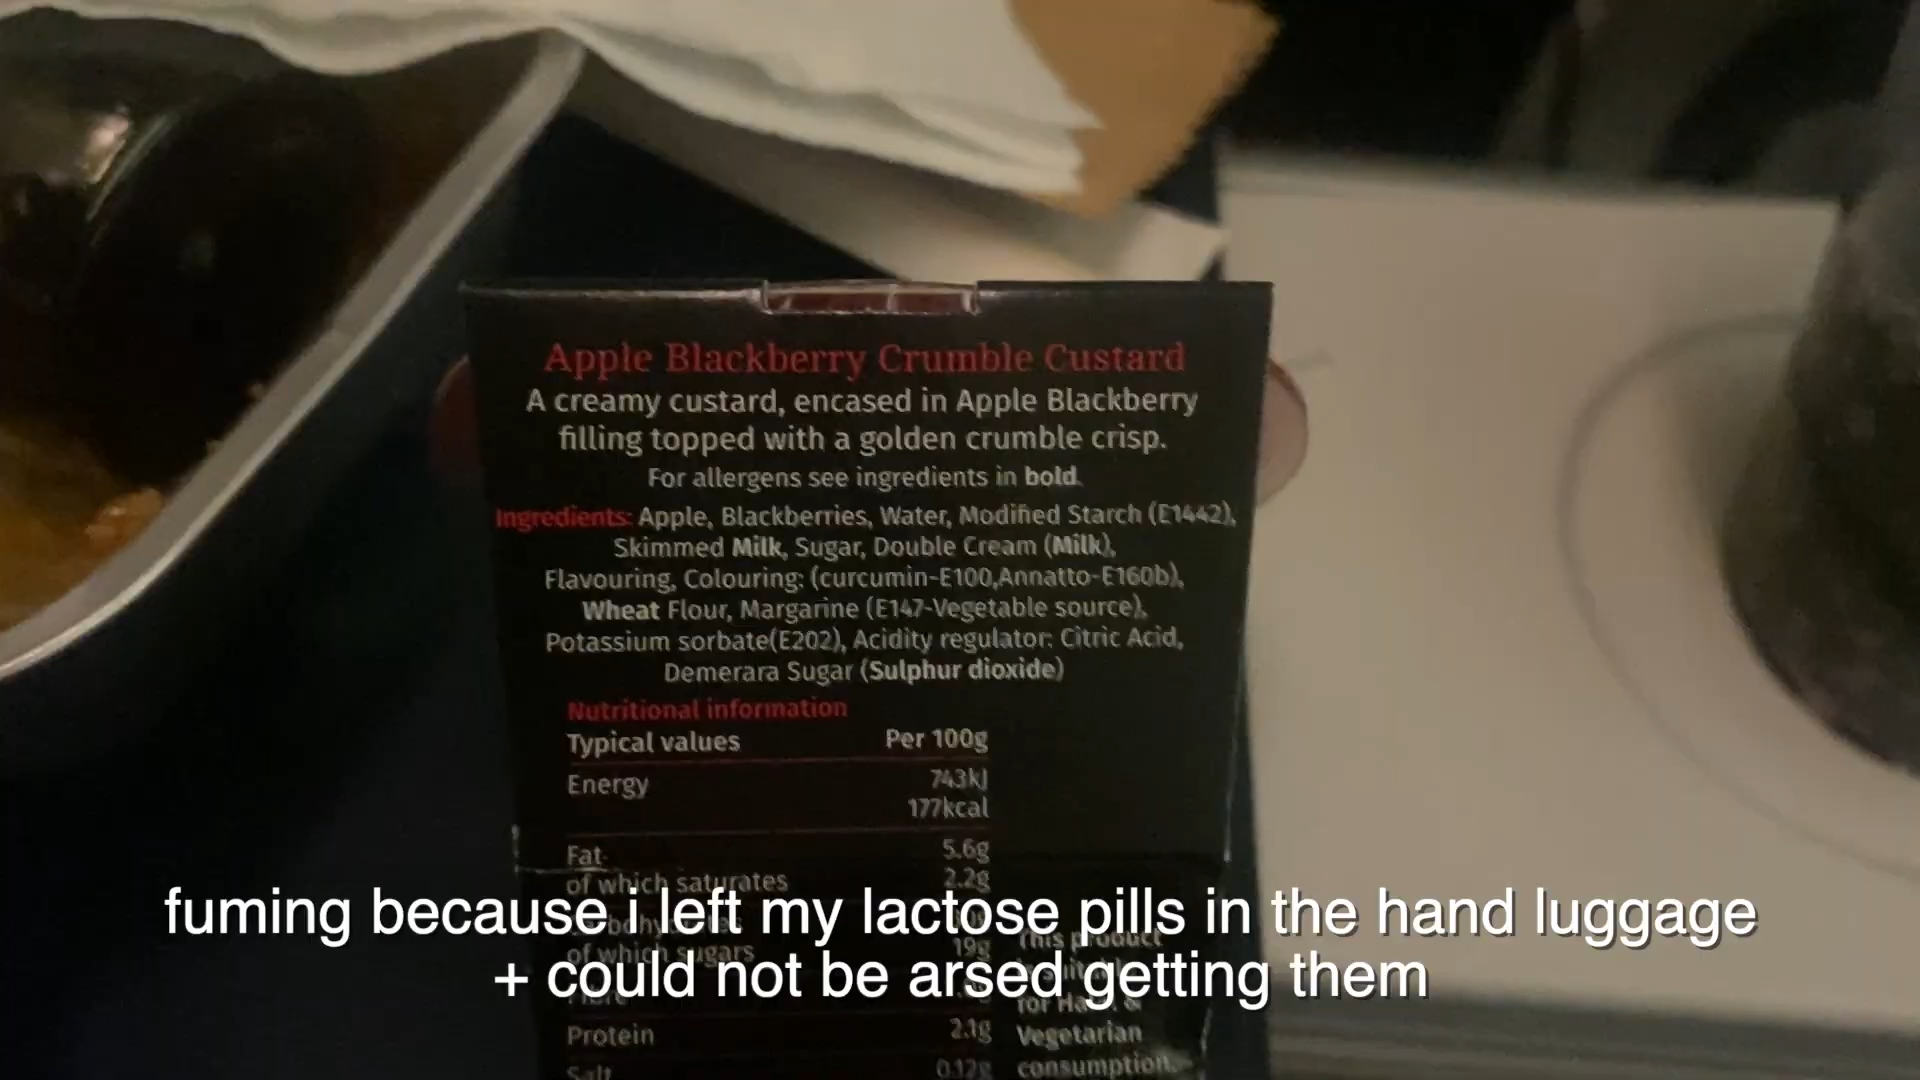 Apple Blackberry Crumble Custard
A creamy custard, encased in Apple Blackberry
filling topped with a golden crumble crisp.
For allergens see ingredients in bold.
Ingredients: Apple, Blackberries, Water, Modified Starch (E1442),
Skimmed Milk, Sugar, Double Cream (Milk),
Flavouring, Colouring: (curcumin-E100,Annatto-E160b),
Wheat Flour, Margarine (E147-Vegetable source),
Potassium sorbate(E202), Acidity regulator: Citric Acid,
Demerara Sugar (Sulphur dioxide)
Nutritional information
Typical values Per 100g
Energy 743kJ
177kcal
Fat 5.6g
of which saturates 2.2g
fuming because i left my lactose pills in the hand luggage
of which sugars 19g This product
+ could not be arsed getting them
Protein 2.1g Vegetarian
Salt 0.12g consumption.